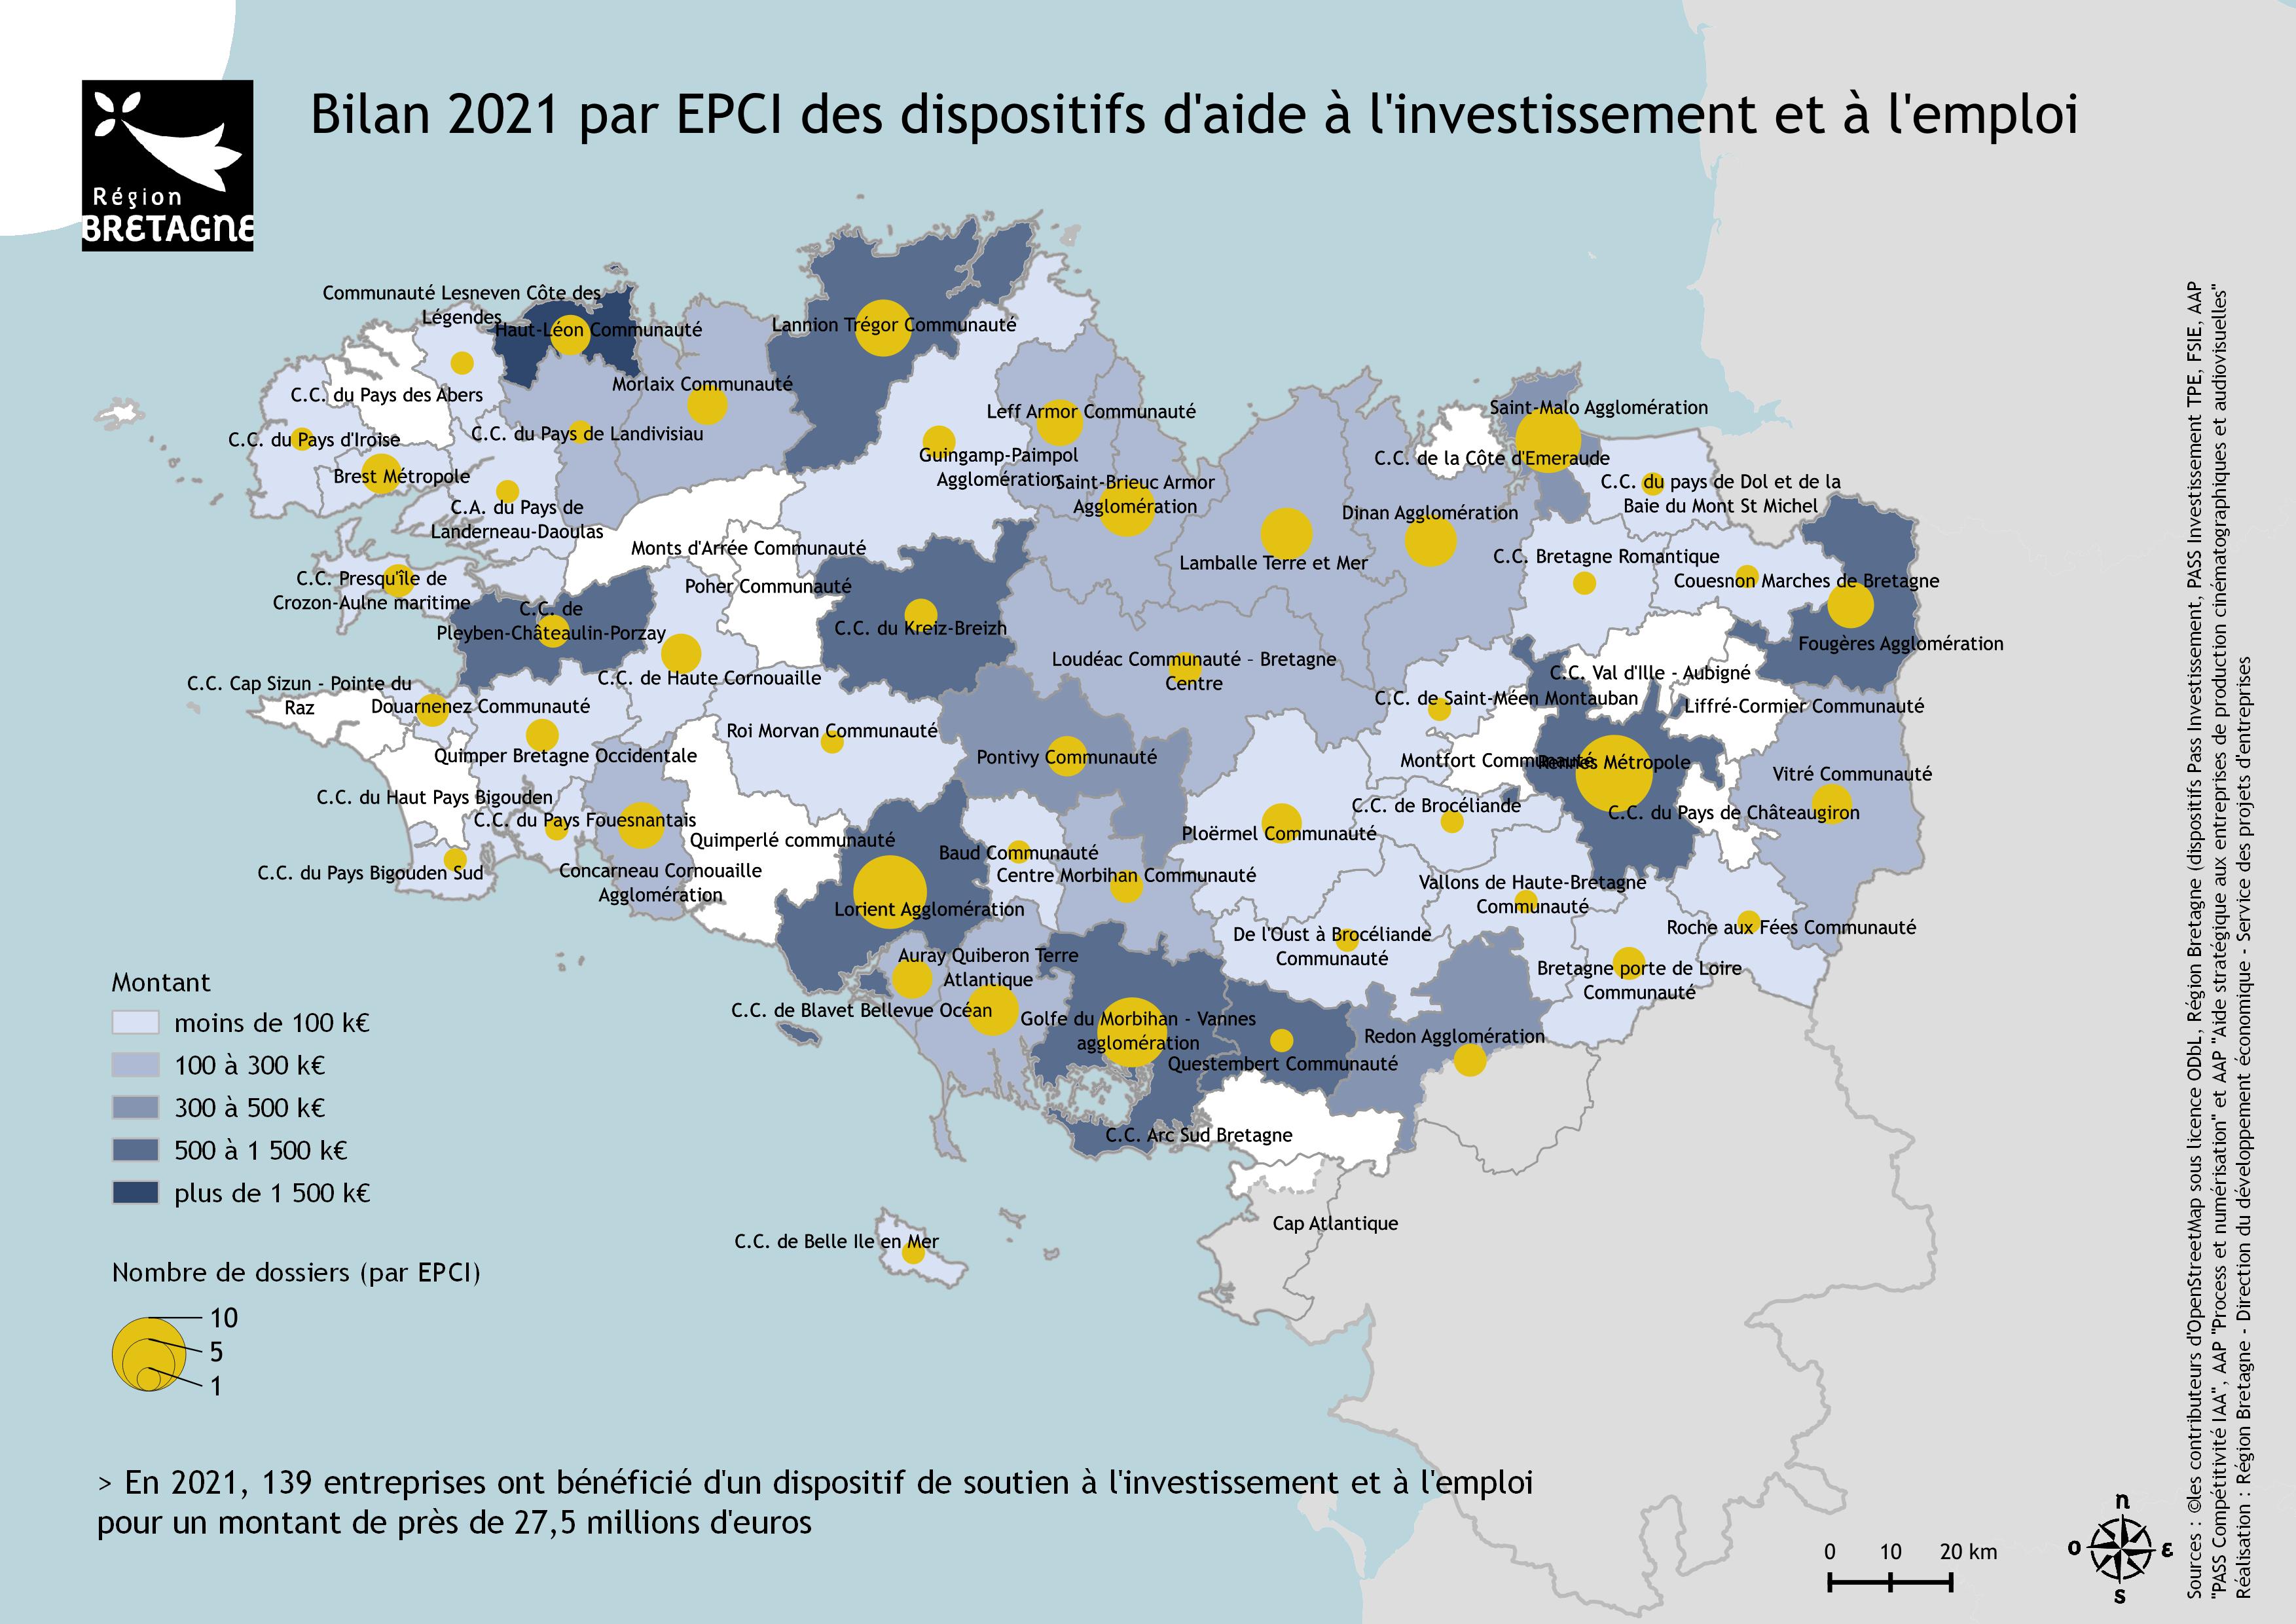 Bilan 2021 par EPCI des dispositifs d'aide à l'investissement et à l'emploi
Région
BRETAGNE
Communauté Lesneven Côte des
Légendes
Haut-Léon Communauté
Lannion Trégor Communauté
C.C. du Pays des Abers
Morlaix Communauté
C.C. du Pays d'Iroise
C.C. du Pays de Landivisiau
Leff Armor Communauté
Saint-Malo Agglomération
Brest Métropole
Guingamp-Paimpol
Agglomération
C.C. de la Côte d'Emeraude
C.A. du Pays de
Landerneau-Daoulas
Saint-Brieuc Armor
Agglomération
Dinan Agglomération
C.C. du pays de Dol et de la
Baie du Mont St Michel
Monts d'Arrée Communauté
Lamballe Terre et Mer
C.C. Bretagne Romantique
C.C. Presqu'île de
Crozon-Aulne maritime
Poher Communauté
Couesnon Marches de Bretagne
C.C. de
Pleyben-Châteaulin-Porzay
C.C. du Kreiz-Breizh
Fougères Agglomération
C.C. de Haute Cornouaille
Loudéac Communauté - Bretagne
Centre
C.C. Val d'Ille - Aubigné
C.C. Cap Sizun - Pointe du
Raz
Douarnenez Communauté
C.C. de Saint-Méen Montauban
Liffré-Cormier Communauté
Roi Morvan Communauté
Quimper Bretagne Occidentale
Pontivy Communauté
Montfort Communauté
Rennes Métropole
Vitré Communauté
C.C. du Haut Pays Bigouden
C.C. du Pays Fouesnantais
C.C. de Brocéliande
C.C. du Pays de Châteaugiron
Quimperlé communauté
Ploërmel Communauté
Baud Communauté
C.C. du Pays Bigouden Sud
Concarneau Cornouaille
Agglomération
Centre Morbihan Communauté
Vallons de Haute-Bretagne
Communauté
Lorient Agglomération
Roche aux Fées Communauté
De l'Oust à Brocéliande
Communauté
Auray Quiberon Terre
Atlantique
Bretagne porte de Loire
Communauté
C.C. de Blavet Bellevue Océan
Golfe du Morbihan - Vannes
agglomération
Redon Agglomération
Questembert Communauté
C.C. Arc Sud Bretagne
Cap Atlantique
C.C. de Belle Ile en Mer
Montant
moins de 100 k€
100 à 300 k€
300 à 500 k€
500 à 1 500 k€
plus de 1 500 k€
Nombre de dossiers (par EPCI)
10
5
1
> En 2021, 139 entreprises ont bénéficié d'un dispositif de soutien à l'investissement et à l'emploi
pour un montant de près de 27,5 millions d'euros
0 10 20 km
n
o ε
s
Sources : ©les contributeurs d'OpenStreetMap sous licence ODbL, Région Bretagne (dispositifs Pass Investissement, PASS Investissement TPE, FSIE, AAP
"PASS Compétitivité IAA", AAP "Process et numérisation" et AAP "Aide stratégique aux entreprises de production cinématographiques et audiovisuelles"
Réalisation : Région Bretagne - Direction du développement économique - Service des projets d'entreprises